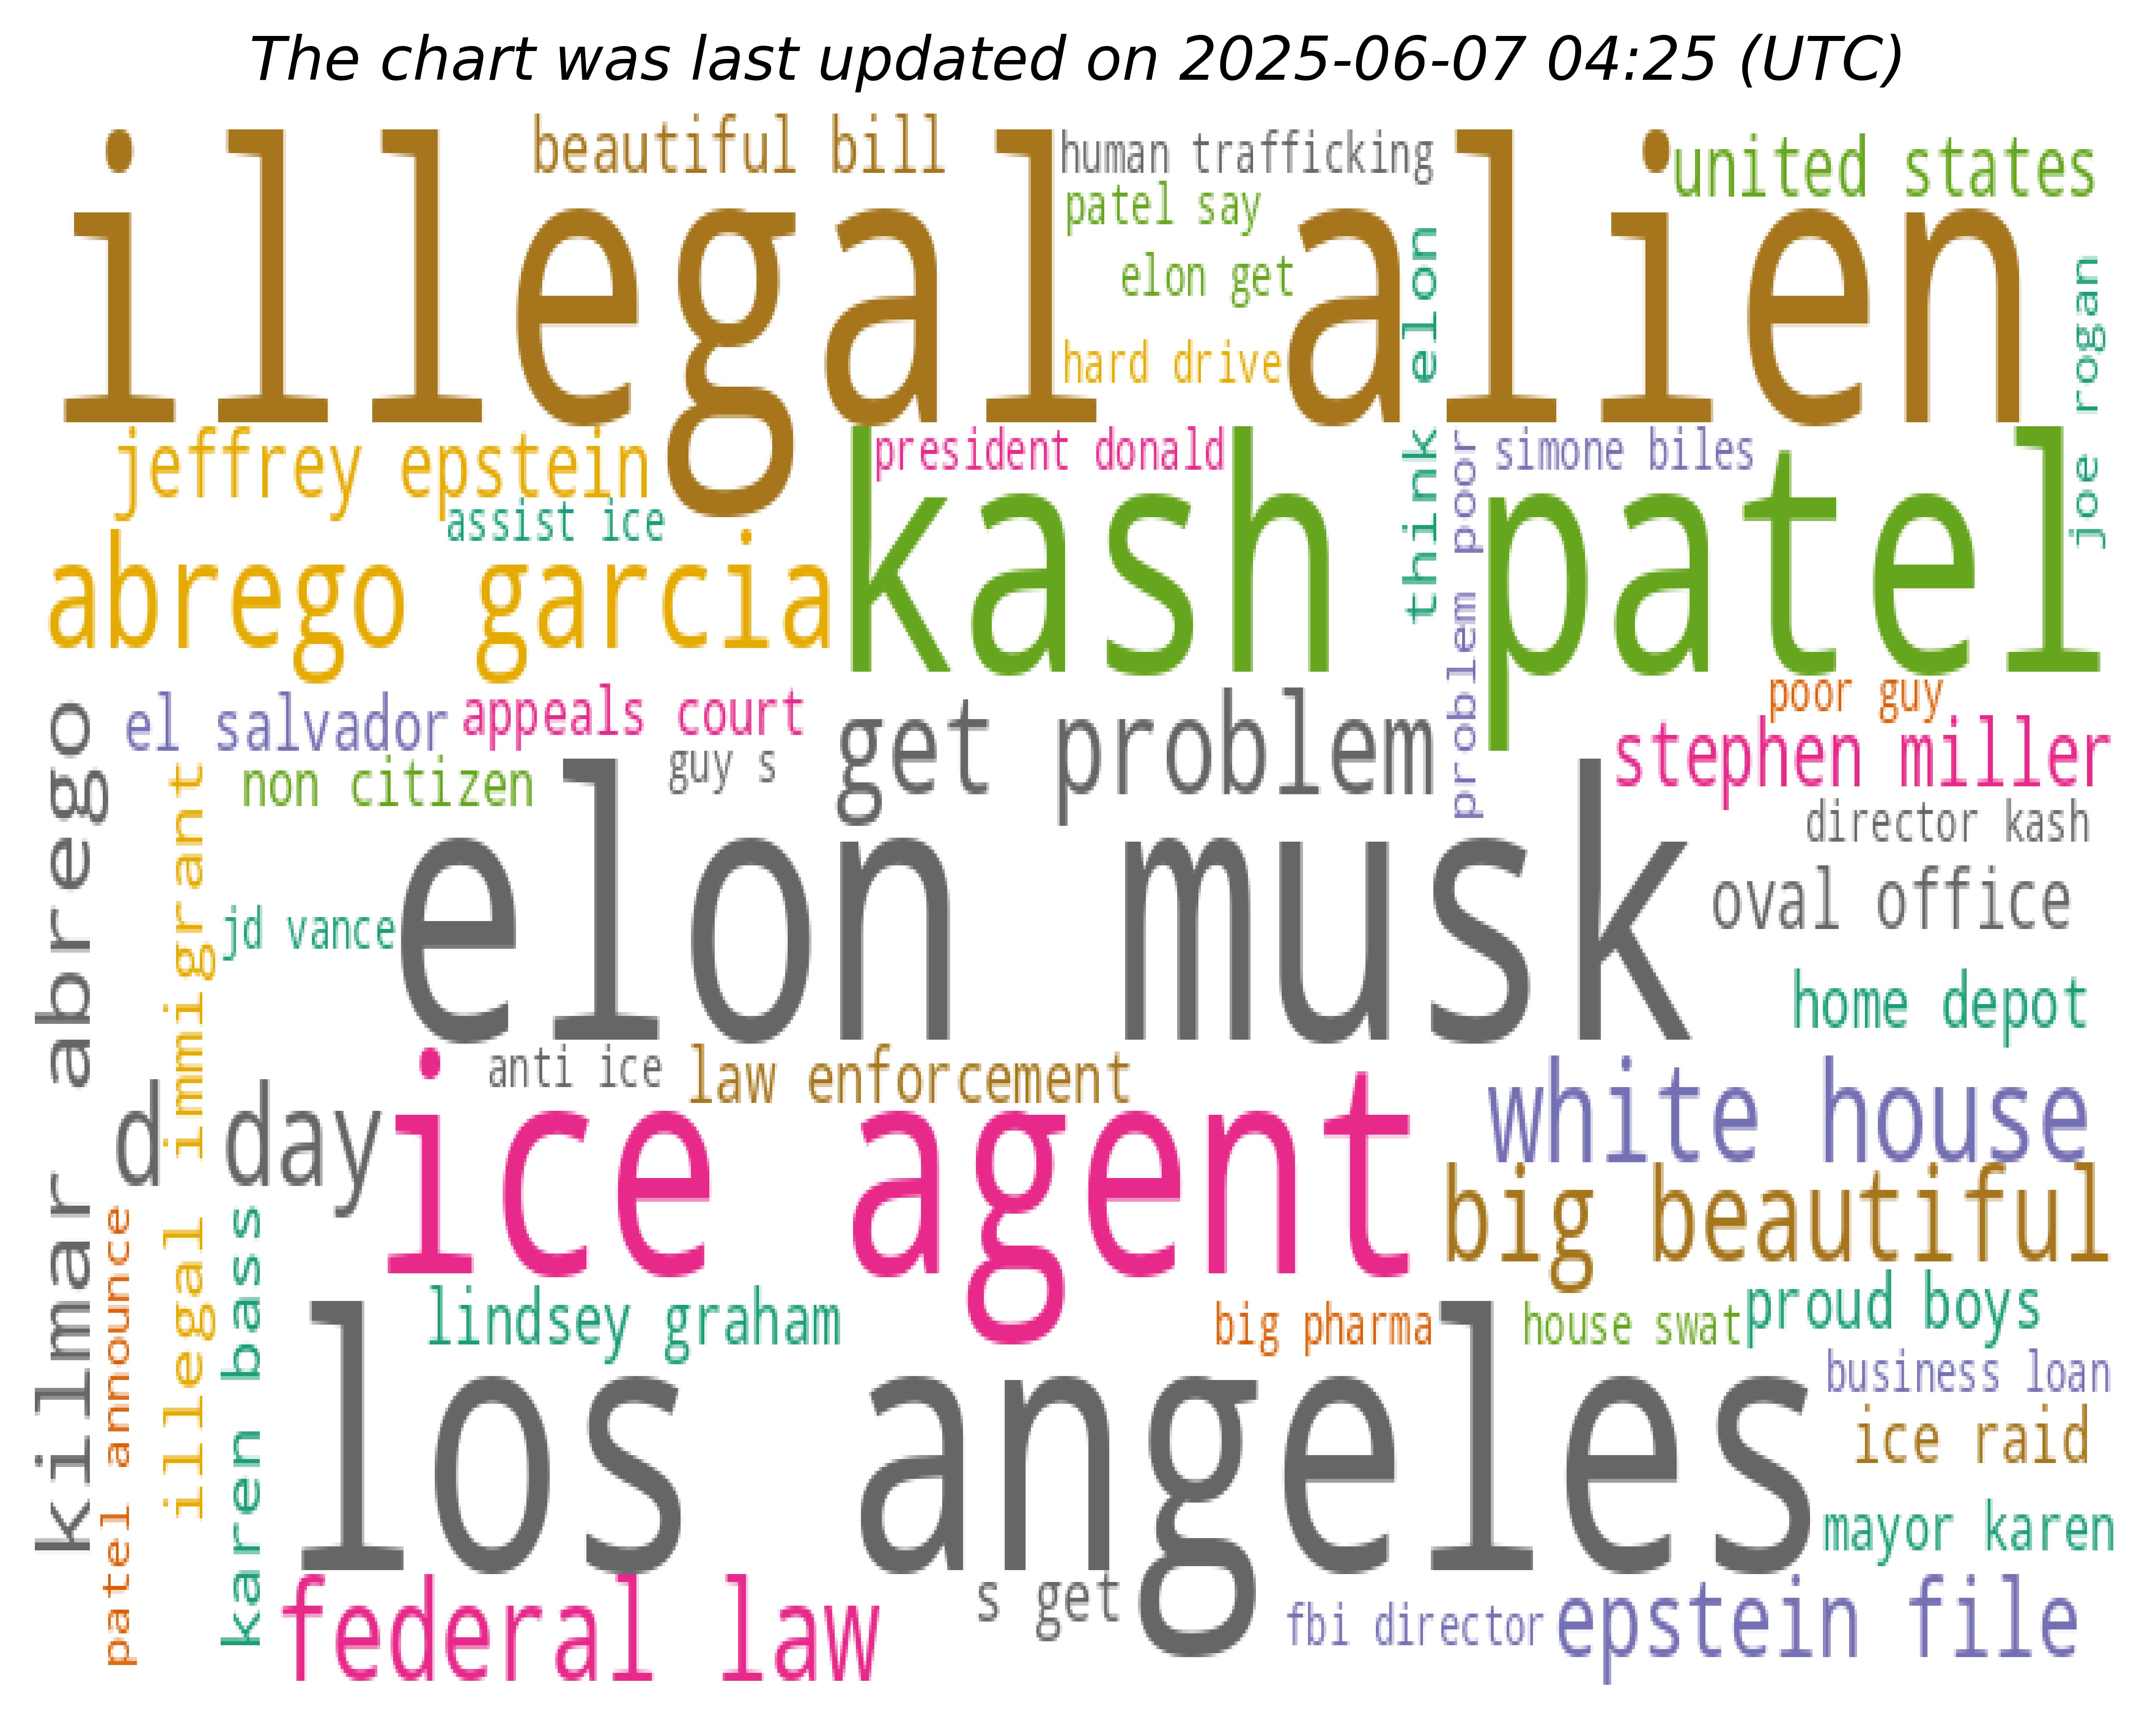 The chart was last updated on 2025-06-07 04:25 (UTC)
beautiful bill
human trafficking
united states
illegal alien
patel say
elon get
hard drive
think elon
joe rogan
jeffrey epstein
president donald
simone biles
assist ice
kash patel
problem poor
abrego garcia
el salvador
appeals court
get problem
poor guy
stephen miller
guy s
non citizen
director kash
kilmar abrego
illegal immigrant
jd vance
elon musk
oval office
home depot
anti ice
law enforcement
white house
d day
ice agent
big beautiful
patel announce
karen bass
lindsey graham
big pharma
house swat
proud boys
business loan
los angeles
ice raid
mayor karen
federal law
s get
fbi director
epstein file